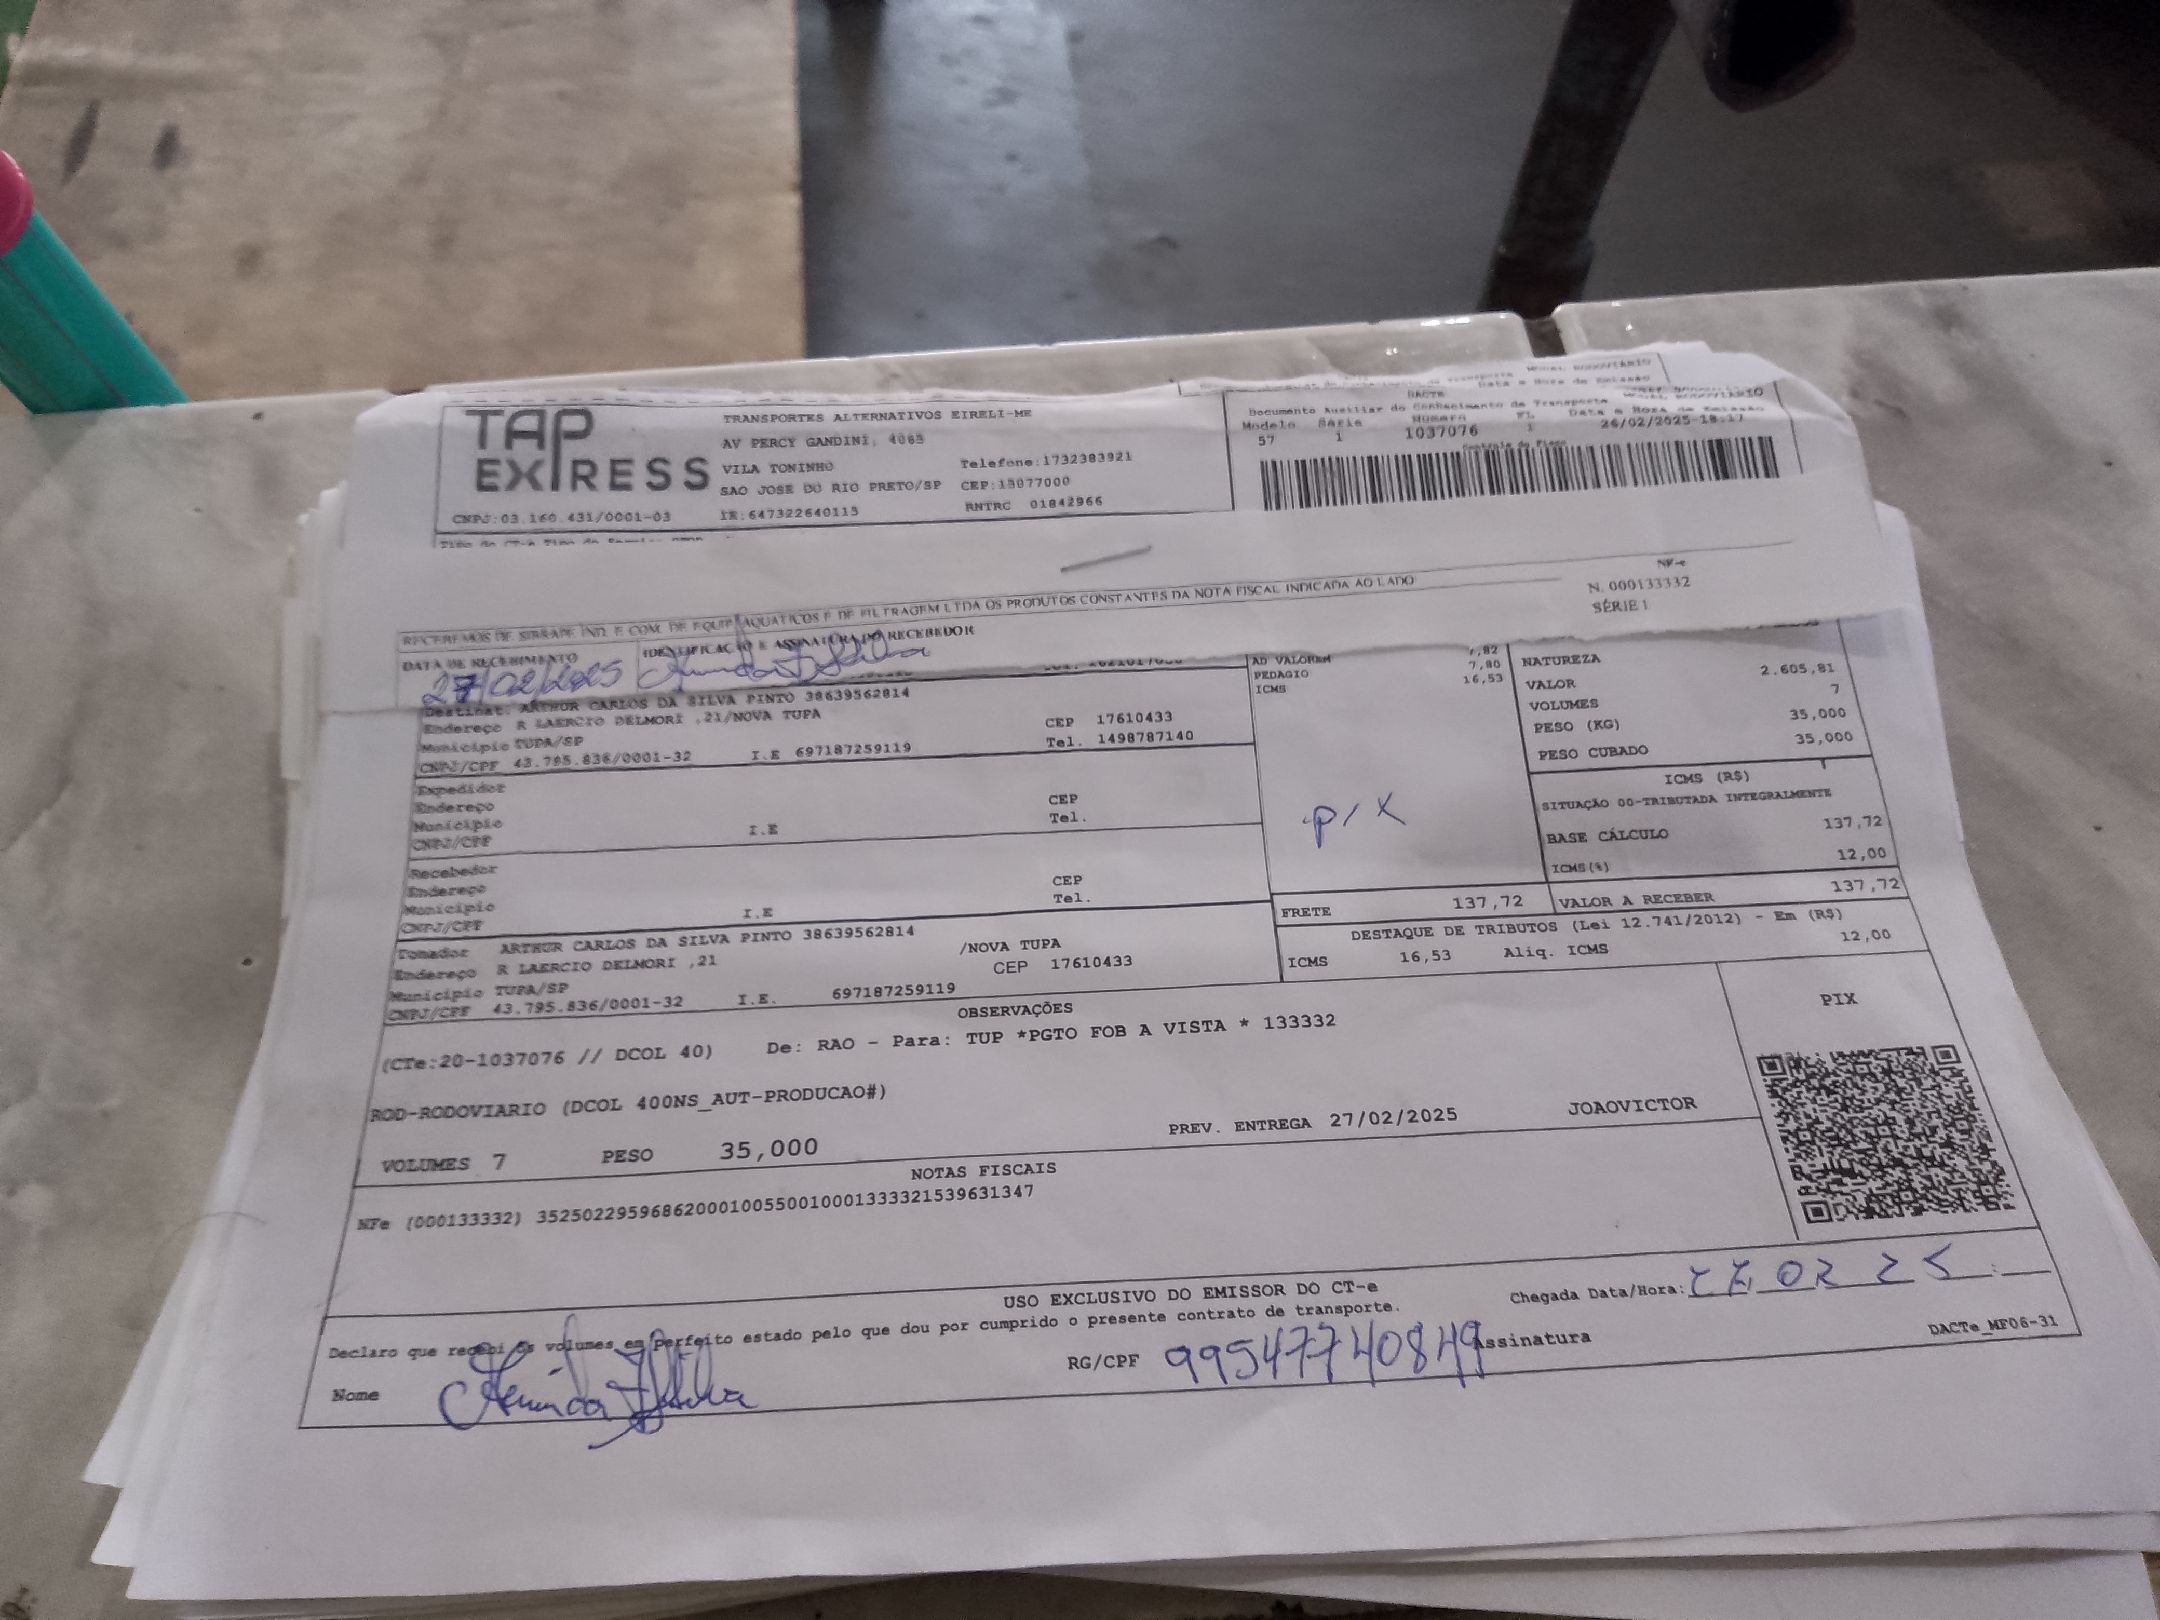 TAP EXPRESS
TRANSPORTES ALTERNATIVOS EIRELI-ME
AV PERCY GANDINI, 4065
VILA TONINHO
Telefone:1732383921
SAO JOSE DO RIO PRETO/SP CEP:15077000
CNPJ:03.160.431/0001-03 IE:647322640115 RNTRC 01842966
DACTE
Documento Auxiliar do Conhecimento de Transporte
Modelo Série Número FL Data e Hora de Emissão
57 1 1037076 1 26/02/2025-18:17
Controle do Fisco
NF-e
N. 000133332
SÉRIE 1
RECEBEMOS DE SIBRAPE IND. E COM. DE EQUIP. AQUATICOS E DE FILTRAGEM LTDA OS PRODUTOS CONSTANTES DA NOTA FISCAL INDICADA AO LADO
DATA DE RECEBIMENTO IDENTIFICAÇÃO E ASSINATURA DO RECEBEDOR
27/02/2025
Destinat. ARTHUR CARLOS DA SILVA PINTO 38639562814
Endereço R LAERCIO DELMORI ,21/NOVA TUPA CEP 17610433
Município TUPA/SP Tel. 1498787140
CNPJ/CPF 43.795.836/0001-32 I.E 697187259119
Expedidor
Endereço CEP
Município Tel.
CNPJ/CPF I.E
Recebedor
Endereço CEP
Município Tel.
CNPJ/CPF I.E
Tomador ARTHUR CARLOS DA SILVA PINTO 38639562814
Endereço R LAERCIO DELMORI ,21 /NOVA TUPA
Município TUPA/SP CEP 17610433
CNPJ/CPF 43.795.836/0001-32 I.E. 697187259119
AD VALOREM 7,82
PEDAGIO 7,80
ICMS 16,53
PIX
NATUREZA
VALOR 2.605,81
VOLUMES 7
PESO (KG) 35,000
PESO CUBADO 35,000
ICMS (R$)
SITUAÇÃO 00-TRIBUTADA INTEGRALMENTE
BASE CÁLCULO 137,72
ICMS(%) 12,00
FRETE 137,72 VALOR A RECEBER 137,72
DESTAQUE DE TRIBUTOS (Lei 12.741/2012) - Em (R$)
ICMS 16,53 Aliq. ICMS 12,00
OBSERVAÇÕES
(CTe:20-1037076 // DCOL 40) De: RAO - Para: TUP *PGTO FOB A VISTA * 133332
ROD-RODOVIARIO (DCOL 400NS_AUT-PRODUCAO#)
VOLUMES 7 PESO 35,000 PREV. ENTREGA 27/02/2025 JOAOVICTOR
PIX
NOTAS FISCAIS
NFe (000133332) 35250229596862000100550010001333321539631347
USO EXCLUSIVO DO EMISSOR DO CT-e
Declaro que recebi os volumes em perfeito estado pelo que dou por cumprido o presente contrato de transporte.
Chegada Data/Hora: 27 02 25
Nome RG/CPF 99547740849 Assinatura
DACTe_MF06-31